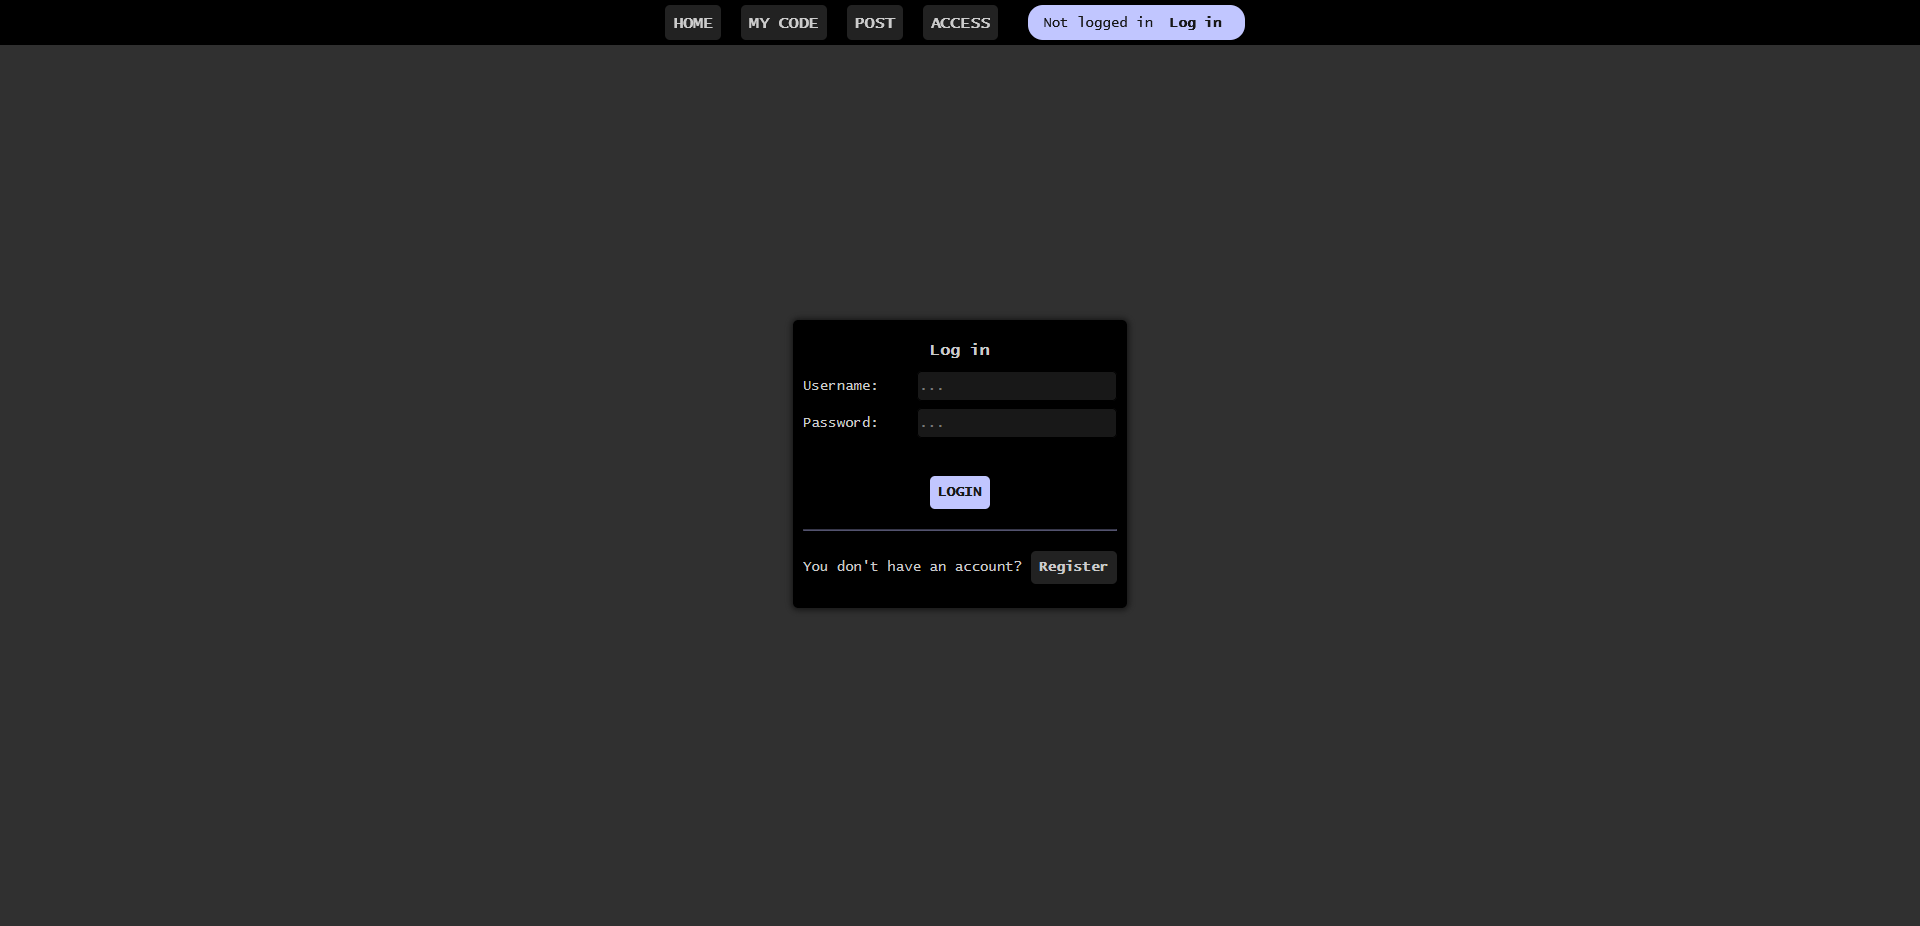 HOME MY CODE POST ACCESS Not logged in Log in
Log in
Username: ...
Password: ...
LOGIN
You don't have an account? Register